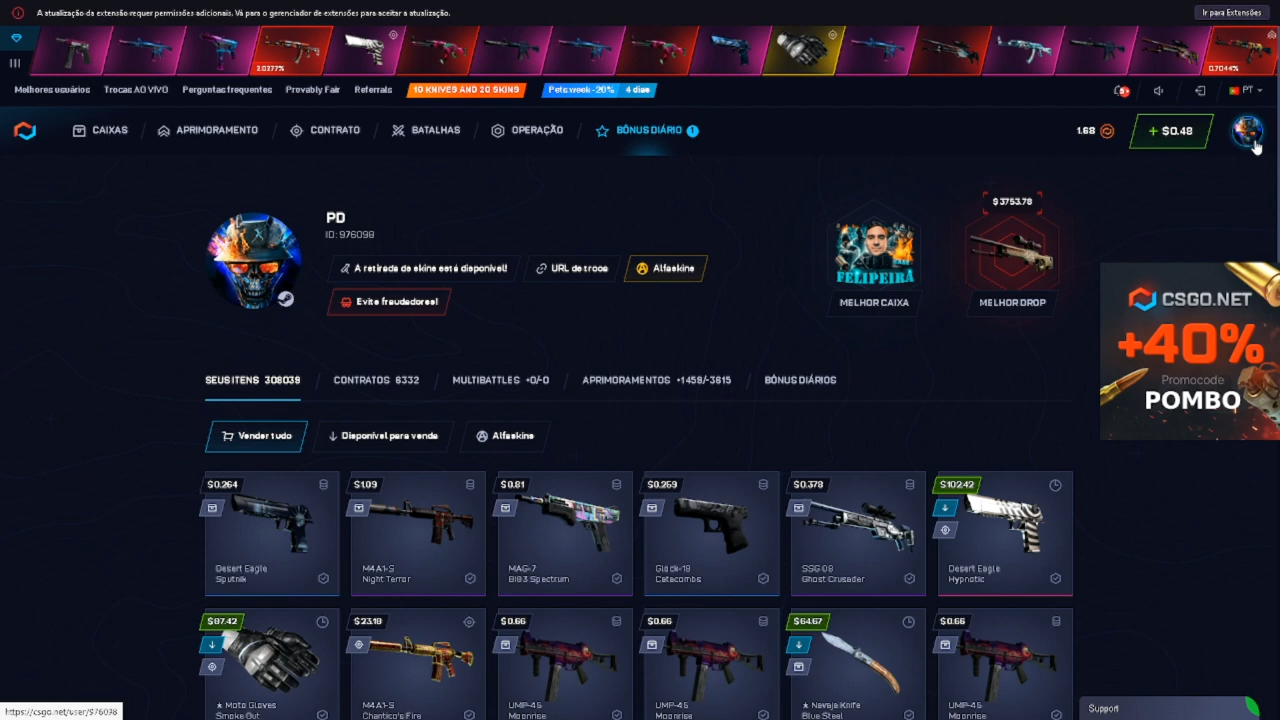 A atualização da extensão requer permissões adicionais. Vá para o gerenciador de extensões para aceitar a atualização.
Ir para Extensões
2.0277%
0.7044%
Melhores usuários
Trocas AO VIVO
Perguntas frequentes
Provably Fair
Referrals
10 KNIVES AND 20 SKINS
Pets week -20%
4 dias
5+
PT
CAIXAS
APRIMORAMENTO
CONTRATO
BATALHAS
OPERAÇÃO
BÔNUS DIÁRIO 1
1.68
+ $0.48
PD
ID: 976098
A retirada de skins está disponível!
URL de troca
Alfaskins
Evite fraudadores!
FELIPEIRA
MELHOR CAIXA
$ 3753.78
MELHOR DROP
CSGO.NET
+40%
Promocode
POMBO
SEUS ITENS 308039
CONTRATOS 6332
MULTIBATTLES +0/-0
APRIMORAMENTOS +1458/-3815
BÔNUS DIÁRIOS
Vender tudo
Disponível para venda
Alfaskins
$0.264
Desert Eagle
Sputnik
$1.09
M4A1-S
Night Terror
$0.81
MAG-7
BI83 Spectrum
$0.259
Glock-18
Catacombs
$0.378
SSG 08
Ghost Crusader
$102.42
Desert Eagle
Hypnotic
$87.42
★ Moto Gloves
Smoke Out
$23.18
M4A1-S
Chantico's Fire
$0.66
UMP-45
Moonrise
$0.66
UMP-45
Moonrise
$64.67
★ Navaja Knife
Blue Steel
$0.66
UMP-45
Moonrise
https://csgo.net/user/976098
Support